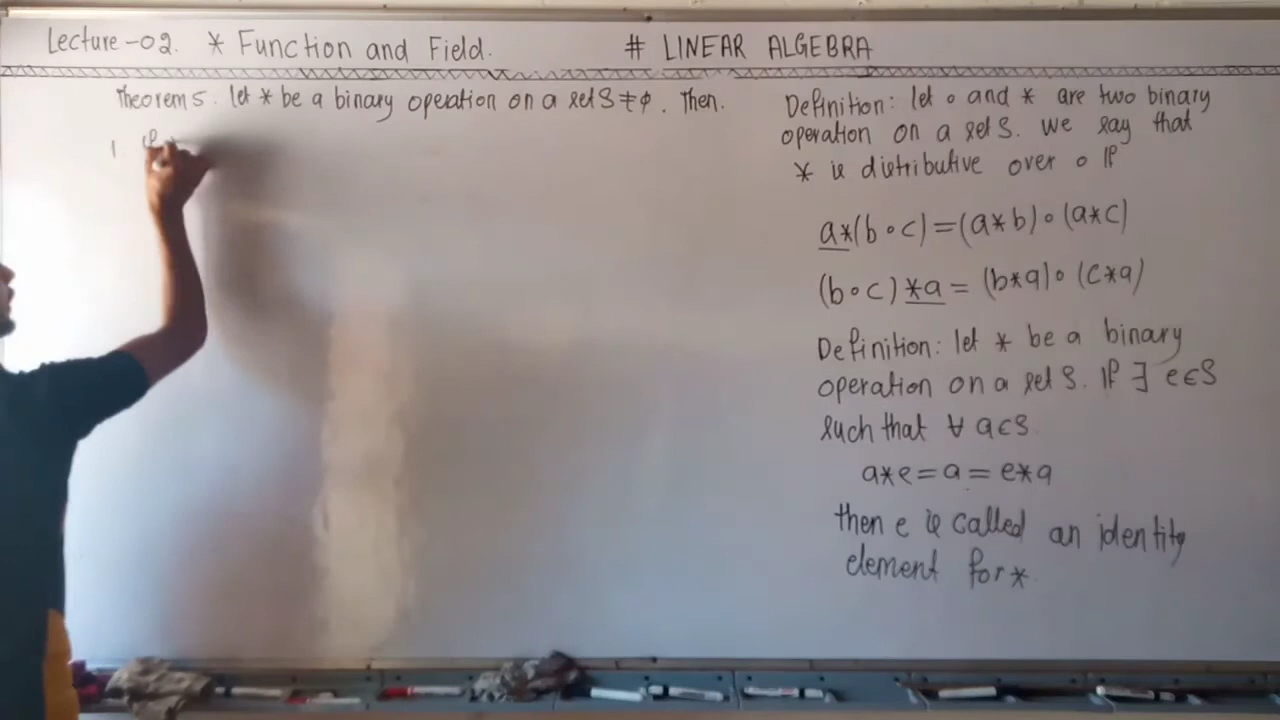 Lecture-02. * Function and Field. # LINEAR ALGEBRA
Theorem 5. let * be a binary operation on a set S ≠ φ. Then.
1. If
Definition: let ∘ and * are two binary
operation on a set S. we say that
* is distributive over ∘ if
a*(b∘c)=(a*b)∘(a*c)
(b∘c)*a = (b*a)∘(c*a)
Definition: let * be a binary
operation on a set S. If ∃ e∈S
such that ∀ a∈S
a*e=a=e*a
then e is called an identity
element for *